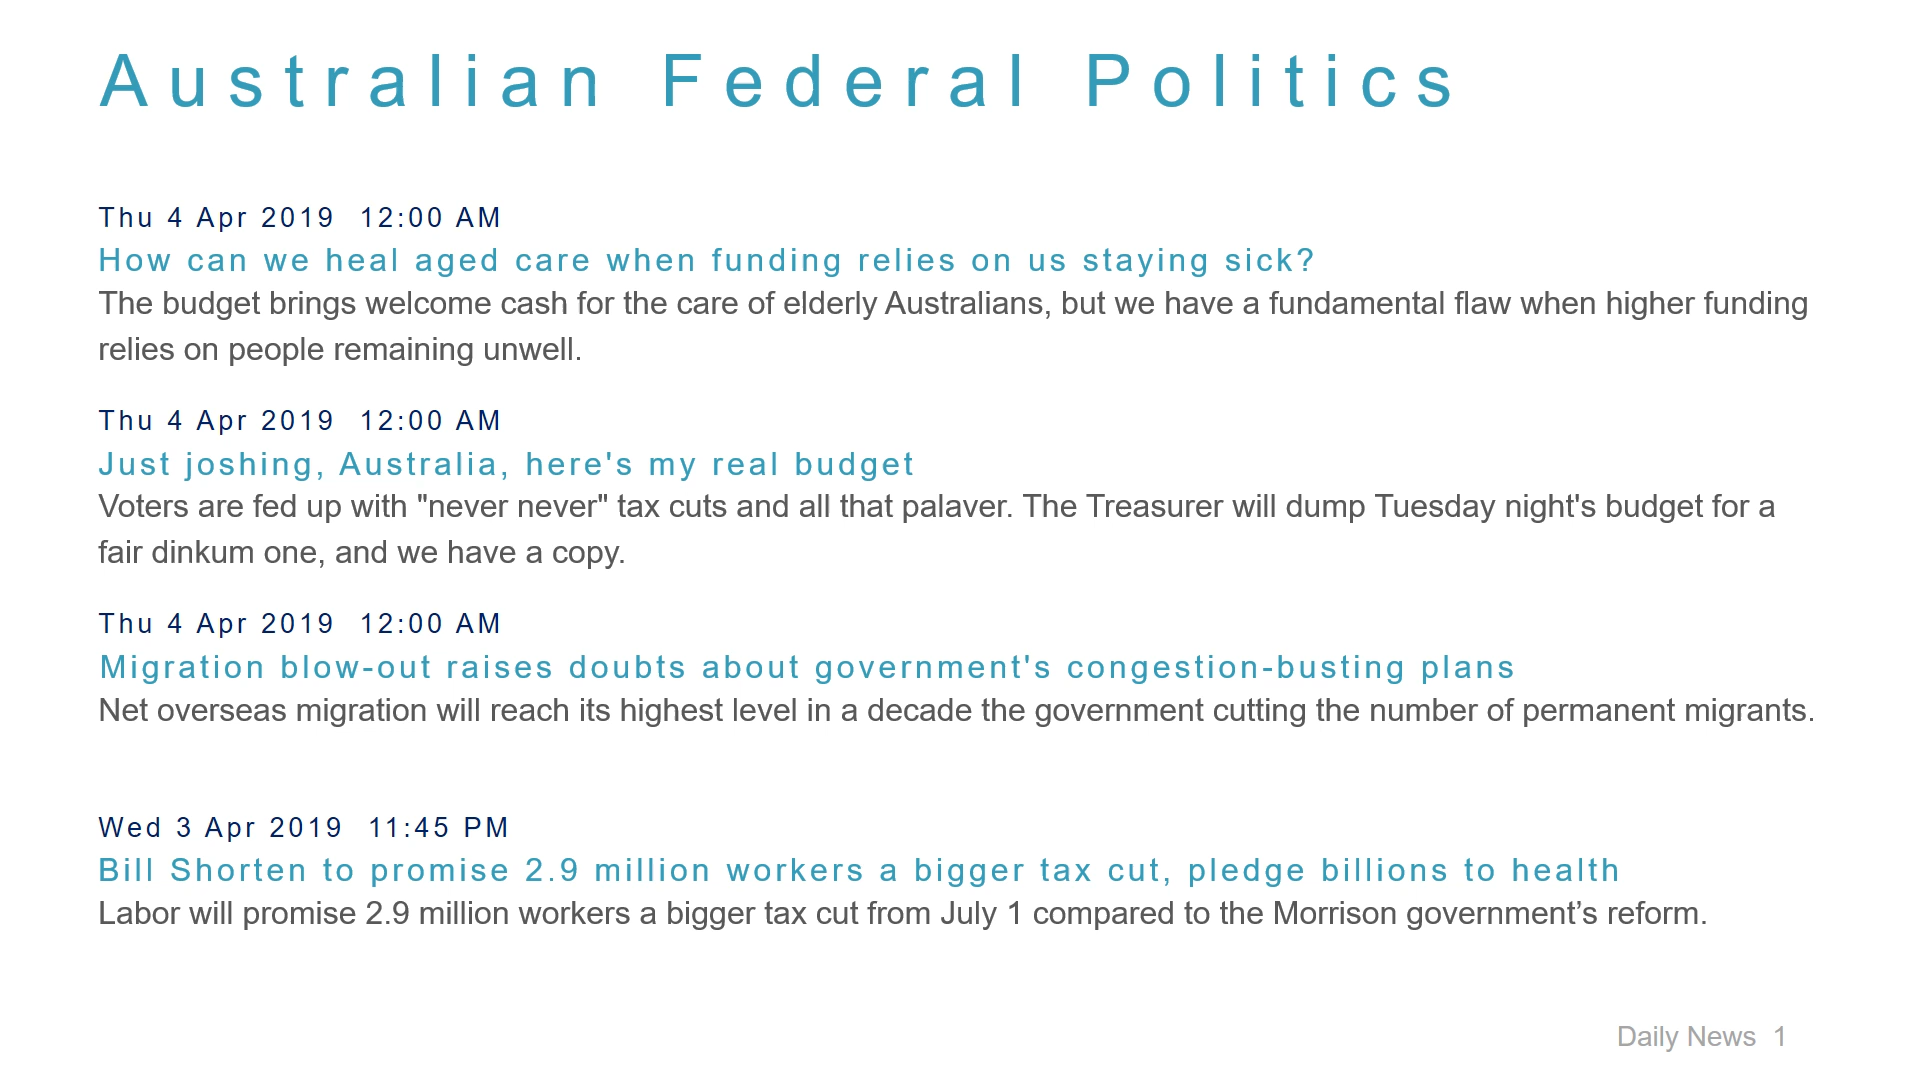 Australian Federal Politics
Thu 4 Apr 2019 12:00 AM
How can we heal aged care when funding relies on us staying sick?
The budget brings welcome cash for the care of elderly Australians, but we have a fundamental flaw when higher funding
relies on people remaining unwell.
Thu 4 Apr 2019 12:00 AM
Just joshing, Australia, here's my real budget
Voters are fed up with "never never" tax cuts and all that palaver. The Treasurer will dump Tuesday night's budget for a
fair dinkum one, and we have a copy.
Thu 4 Apr 2019 12:00 AM
Migration blow-out raises doubts about government's congestion-busting plans
Net overseas migration will reach its highest level in a decade the government cutting the number of permanent migrants.
Wed 3 Apr 2019 11:45 PM
Bill Shorten to promise 2.9 million workers a bigger tax cut, pledge billions to health
Labor will promise 2.9 million workers a bigger tax cut from July 1 compared to the Morrison government’s reform.
Daily News 1